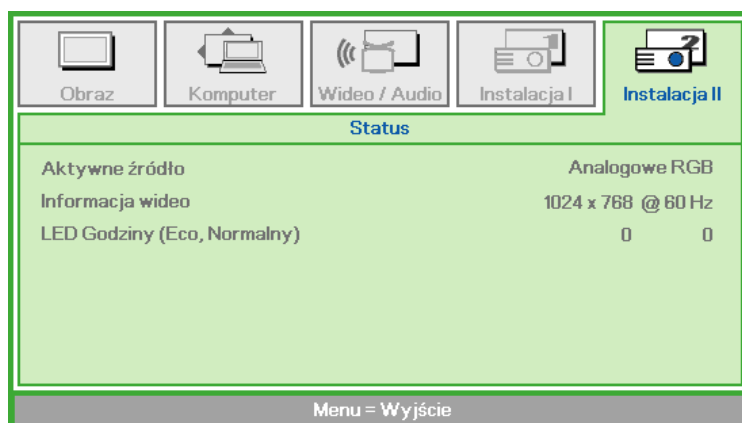 Obraz
Komputer
Wideo / Audio
Instalacja I
Instalacja II
Status
Aktywne źródło Analogowe RGB
Informacja wideo 1024 x 768 @ 60 Hz
LED Godziny (Eco, Normalny) 0 0
Menu = Wyjście